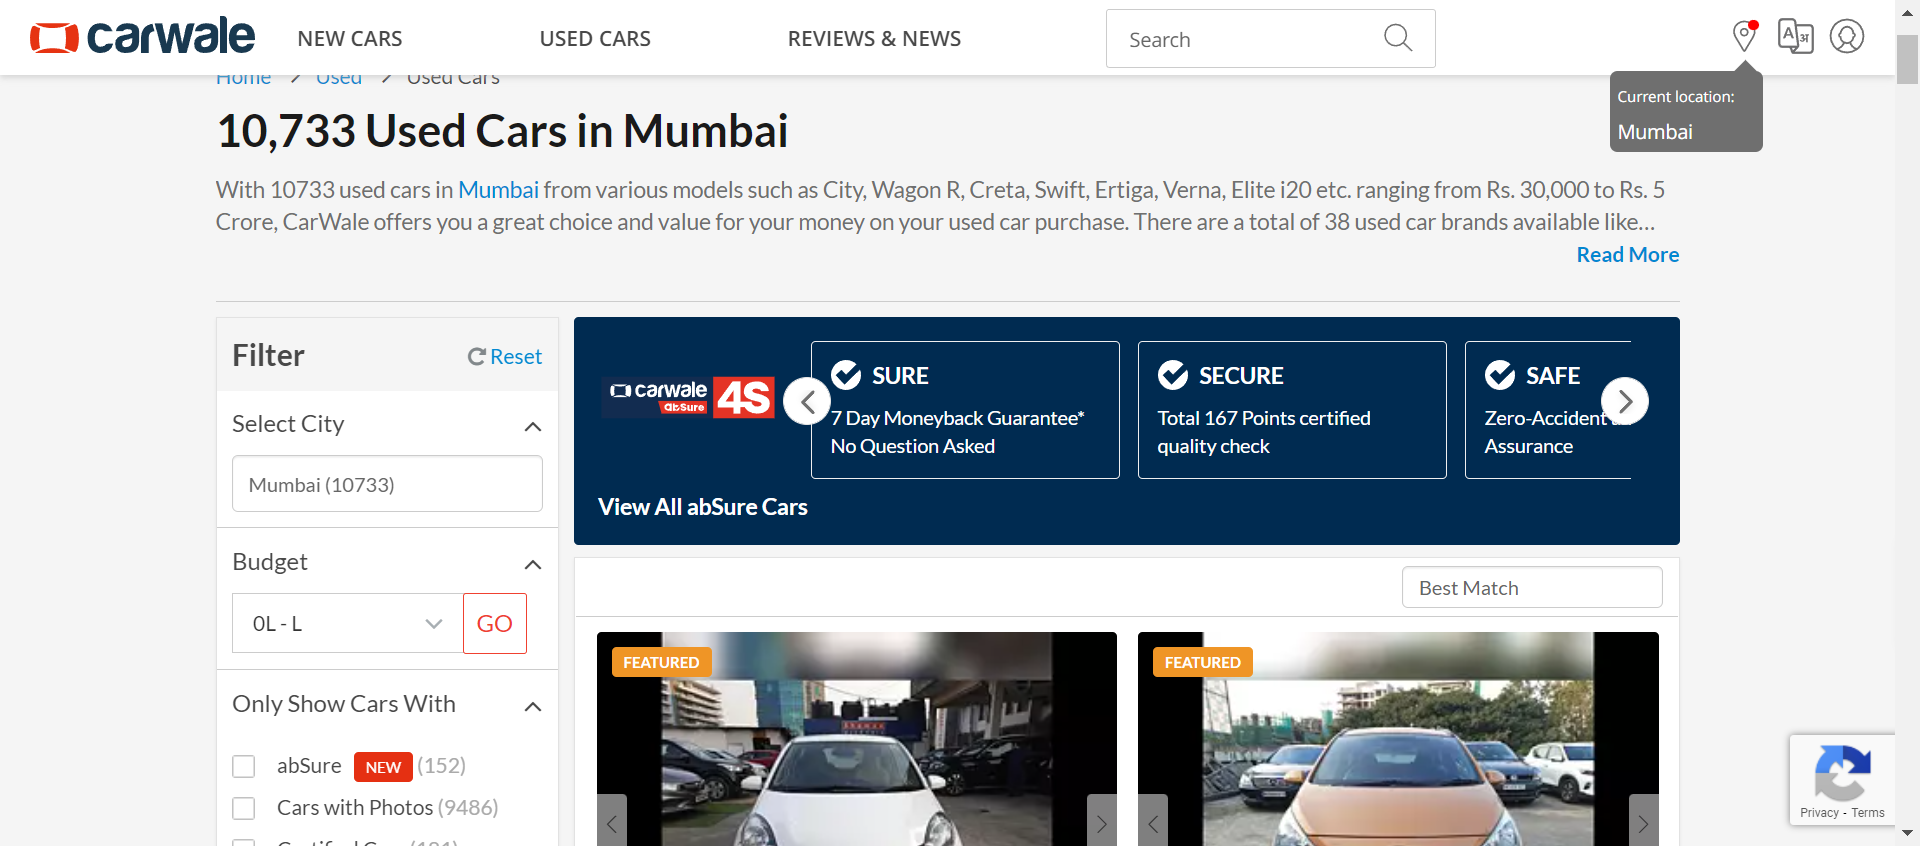 carwale NEW CARS USED CARS REVIEWS & NEWS Search
Current location:
Mumbai
Home Used Used Cars
10,733 Used Cars in Mumbai
With 10733 used cars in Mumbai from various models such as City, Wagon R, Creta, Swift, Ertiga, Verna, Elite i20 etc. ranging from Rs. 30,000 to Rs. 5
Crore, CarWale offers you a great choice and value for your money on your used car purchase. There are a total of 38 used car brands available like...
Read More
Filter Reset
Select City
Mumbai (10733)
Budget
0L - L GO
Only Show Cars With
abSure NEW (152)
Cars with Photos (9486)
carwale
abSure 4S
SURE
7 Day Moneyback Guarantee*
No Question Asked
SECURE
Total 167 Points certified
quality check
SAFE
Zero-Accident
Assurance
View All abSure Cars
Best Match
FEATURED
FEATURED
Privacy - Terms